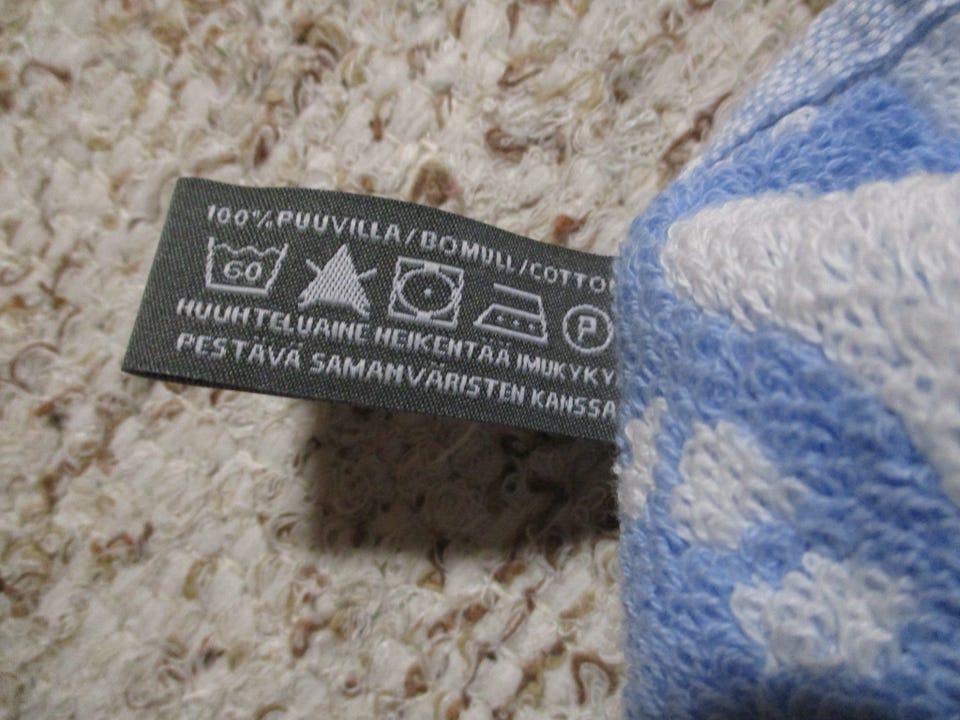 100% PUUVILLA/BOMULL/COTTON
60 P
HUUHTELUAINE HEIKENTÄÄ IMUKYKY
PESTÄVÄ SAMANVÄRISTEN KANSSA